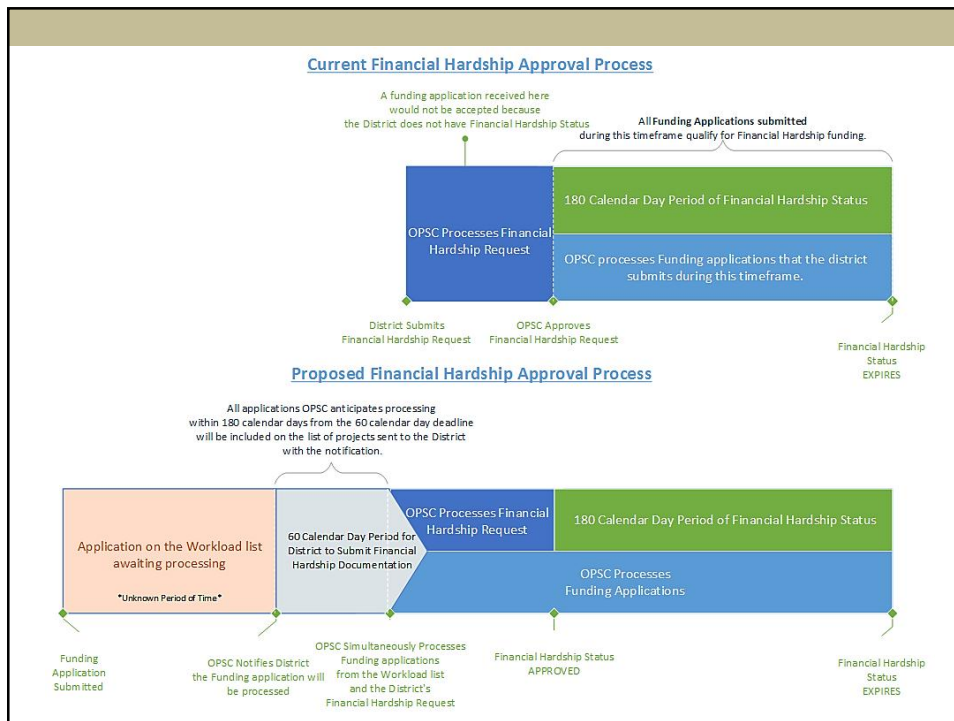 Current Financial Hardship Approval Process
A funding application received here
would not be accepted because
the District does not have Financial Hardship Status
All Funding Applications submitted
during this timeframe qualify for Financial Hardship funding.
OPSC Processes Financial
Hardship Request
180 Calendar Day Period of Financial Hardship Status
OPSC processes Funding applications that the district
submits during this timeframe.
District Submits
Financial Hardship Request
OPSC Approves
Financial Hardship Request
Financial Hardship
Status
EXPIRES
Proposed Financial Hardship Approval Process
All applications OPSC anticipates processing
within 180 calendar days from the 60 calendar day deadline
will be included on the list of projects sent to the District
with the notification.
Application on the Workload list
awaiting processing
*Unknown Period of Time*
60 Calendar Day Period for
District to Submit Financial
Hardship Documentation
OPSC Processes Financial
Hardship Request
180 Calendar Day Period of Financial Hardship Status
OPSC Processes
Funding Applications
Funding
Application
Submitted
OPSC Notifies District
the Funding application will
be processed
OPSC Simultaneously Processes
Funding applications
from the Workload list
and the District's
Financial Hardship Request
Financial Hardship Status
APPROVED
Financial Hardship
Status
EXPIRES